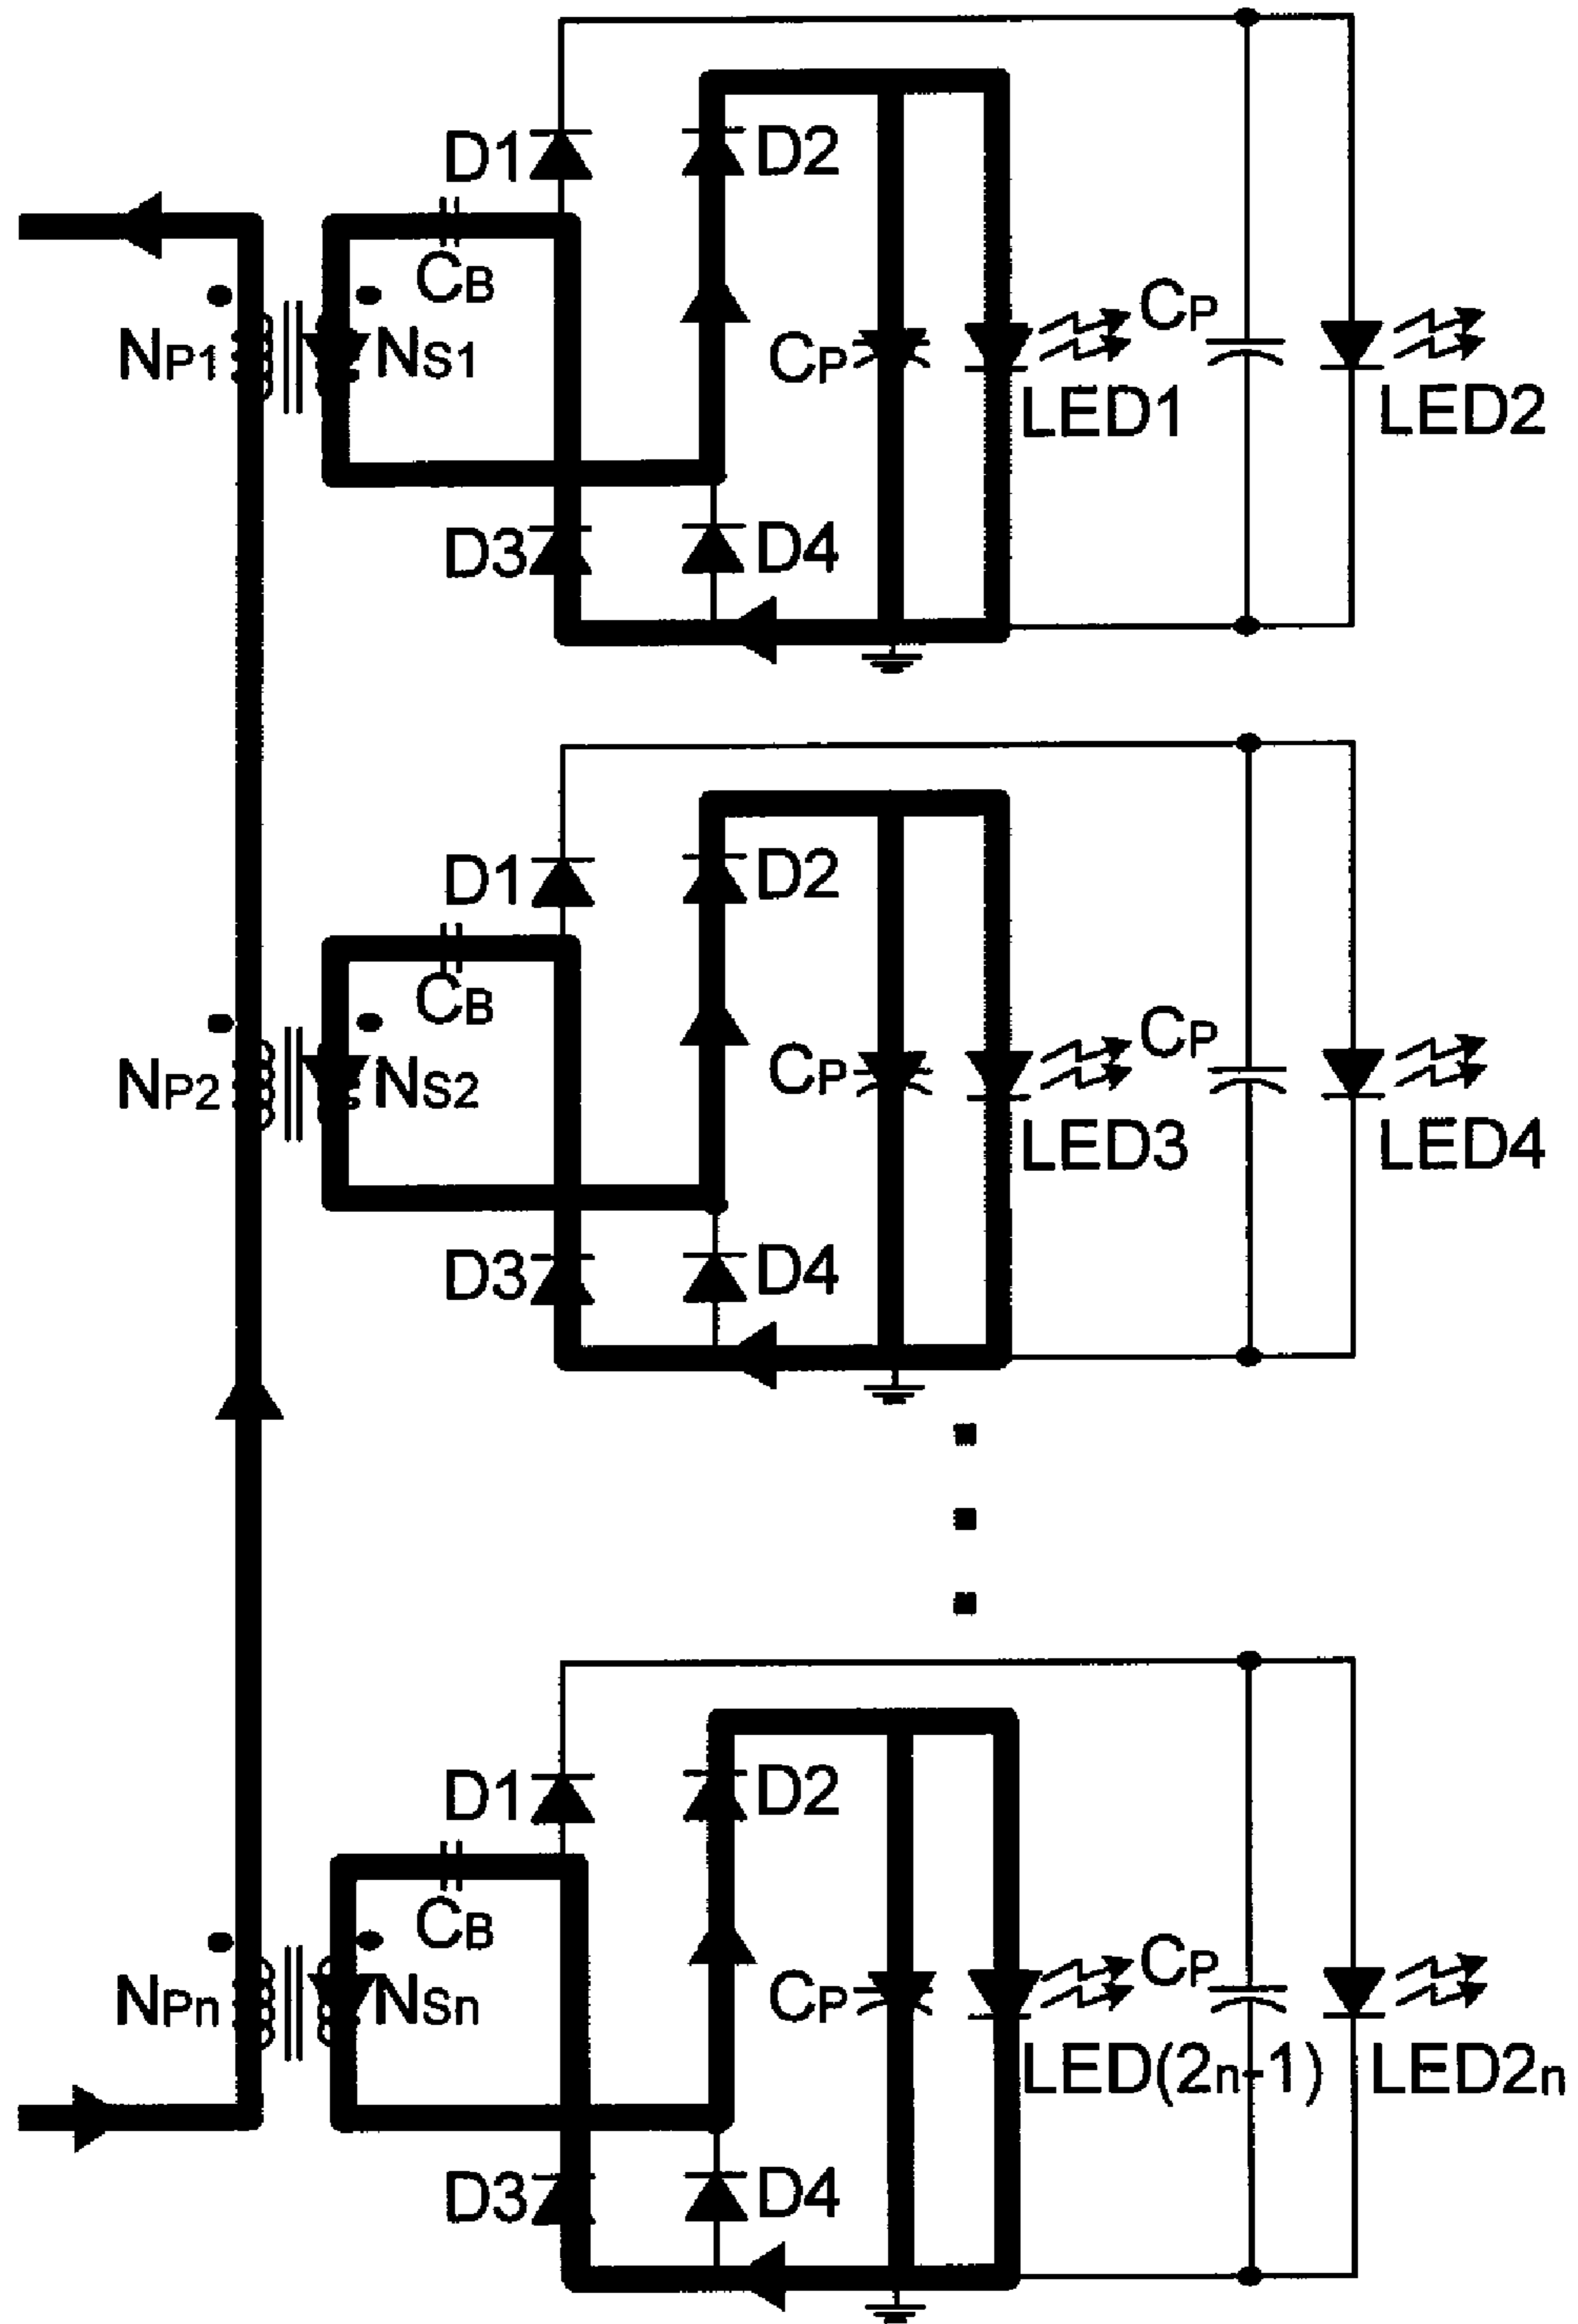 D1 D2
CB CP
NP1 NS1 CP
LED1 LED2
D3 D4
D1 D2
CB CP
NP2 NS2 CP
LED3 LED4
D3 D4
D1 D2
CB CP
NPn NSn CP
LED(2n-1) LED2n
D3 D4